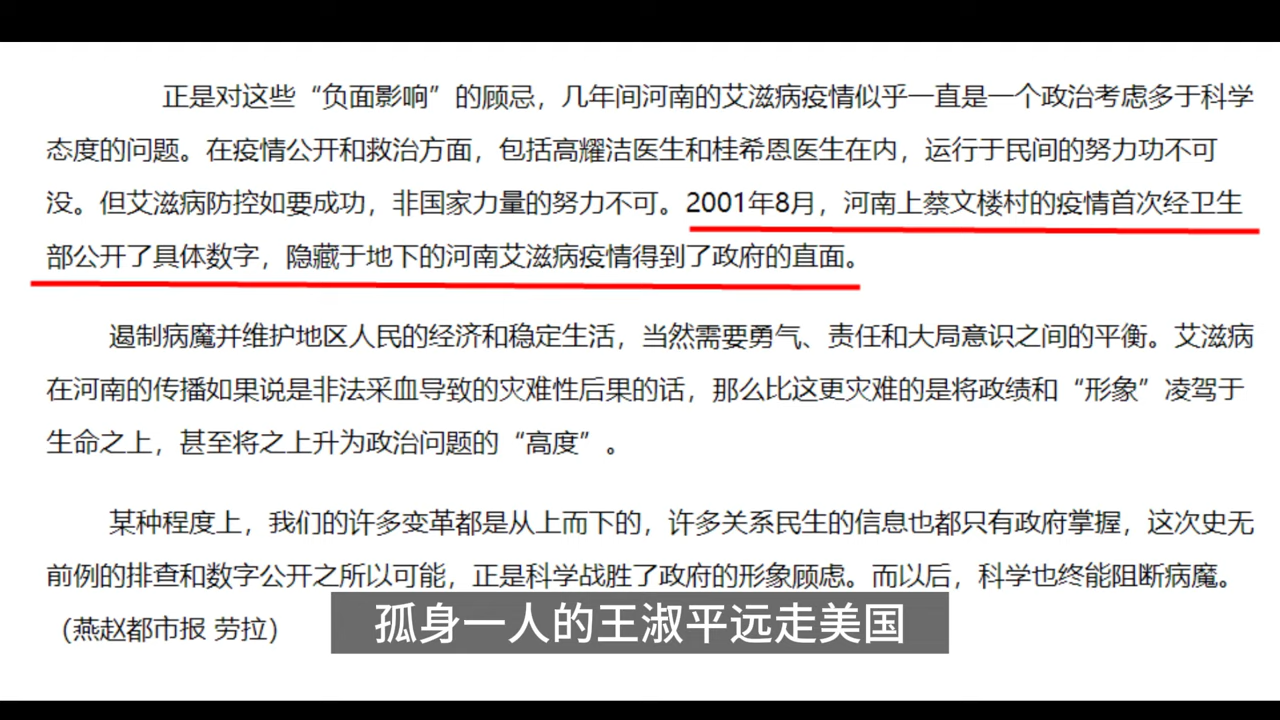 正是对这些“负面影响”的顾忌，几年间河南的艾滋病疫情似乎一直是一个政治考虑多于科学
态度的问题。在疫情公开和救治方面，包括高耀洁医生和桂希恩医生在内，运行于民间的努力功不可
没。但艾滋病防控如要成功，非国家力量的努力不可。2001年8月，河南上蔡文楼村的疫情首次经卫生
部公开了具体数字，隐藏于地下的河南艾滋病疫情得到了政府的直面。
遏制病魔并维护地区人民的经济和稳定生活，当然需要勇气、责任和大局意识之间的平衡。艾滋病
在河南的传播如果说是非法采血导致的灾难性后果的话，那么比这更灾难的是将政绩和“形象”凌驾于
生命之上，甚至将之上升为政治问题的“高度”。
某种程度上，我们的许多变革都是从上而下的，许多关系民生的信息也都只有政府掌握，这次史无
前例的排查和数字公开之所以可能，正是科学战胜了政府的形象顾虑。而以后，科学也终能阻断病魔。
（燕赵都市报 劳拉）
孤身一人的王淑平远走美国